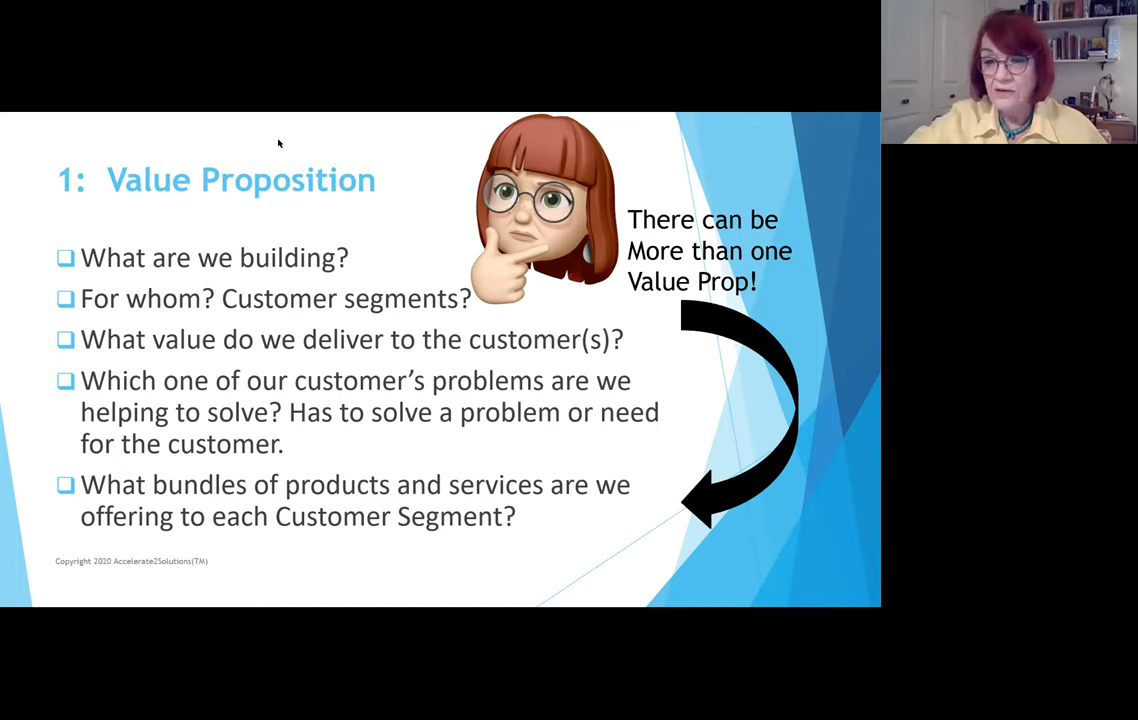 1: Value Proposition
There can be
More than one
Value Prop!
What are we building?
For whom? Customer segments?
What value do we deliver to the customer(s)?
Which one of our customer’s problems are we
helping to solve? Has to solve a problem or need
for the customer.
What bundles of products and services are we
offering to each Customer Segment?
Copyright 2020 Accelerate2Solutions(TM)